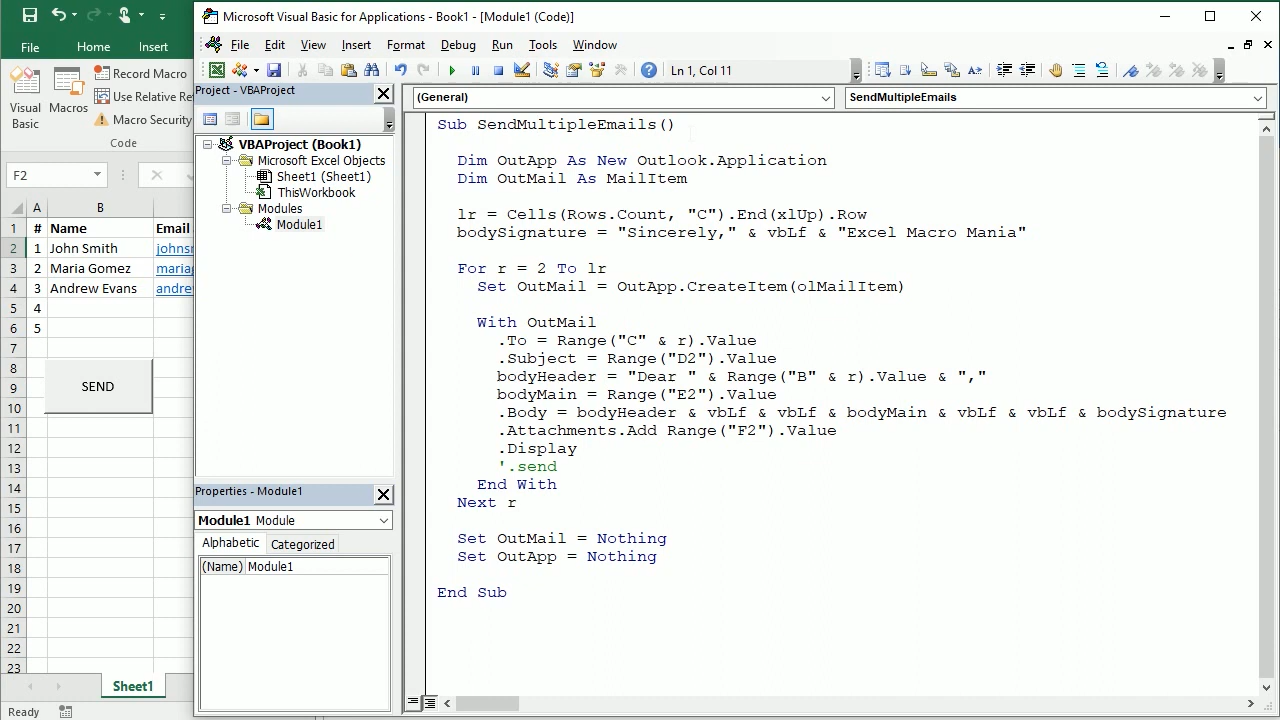 Microsoft Visual Basic for Applications - Book1 - [Module1 (Code)]
File Home Insert
File Edit View Insert Format Debug Run Tools Window
Visual Basic
Macros
Record Macro
Use Relative Re
Macro Security
Code
Ln 1, Col 11
Project - VBAProject
VBAProject (Book1)
Microsoft Excel Objects
Sheet1 (Sheet1)
ThisWorkbook
Modules
Module1
F2
A B
1 # Name Email
2 1 John Smith johnsr
3 2 Maria Gomez maria
4 3 Andrew Evans andre
5 4
6 5
7
8
9
10
11
12
13
14
15
16
17
18
19
20
21
22
23
SEND
Sheet1
Ready
Properties - Module1
Module1 Module
Alphabetic Categorized
(Name) Module1
(General) SendMultipleEmails
Sub SendMultipleEmails()
Dim OutApp As New Outlook.Application
Dim OutMail As MailItem
lr = Cells(Rows.Count, "C").End(xlUp).Row
bodySignature = "Sincerely," & vbLf & "Excel Macro Mania"
For r = 2 To lr
Set OutMail = OutApp.CreateItem(olMailItem)
With OutMail
.To = Range("C" & r).Value
.Subject = Range("D2").Value
bodyHeader = "Dear " & Range("B" & r).Value & ","
bodyMain = Range("E2").Value
.Body = bodyHeader & vbLf & vbLf & bodyMain & vbLf & vbLf & bodySignature
.Attachments.Add Range("F2").Value
.Display
'.send
End With
Next r
Set OutMail = Nothing
Set OutApp = Nothing
End Sub